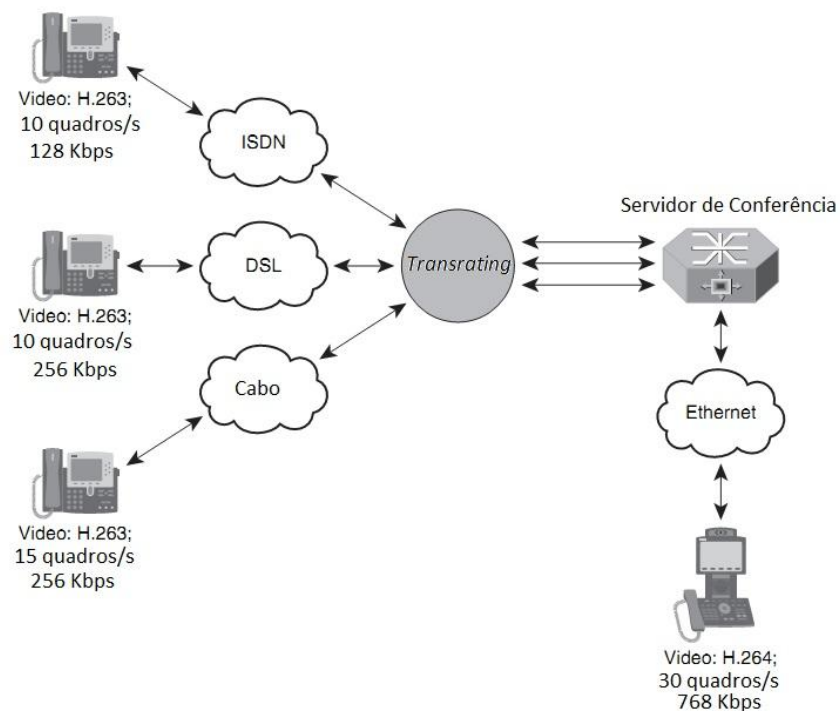 Video: H.263;
10 quadros/s
128 Kbps
ISDN
Servidor de Conferência
DSL
Transrating
Video: H.263;
10 quadros/s
256 Kbps
Cabo
Ethernet
Video: H.263;
15 quadros/s
256 Kbps
Video: H.264;
30 quadros/s
768 Kbps